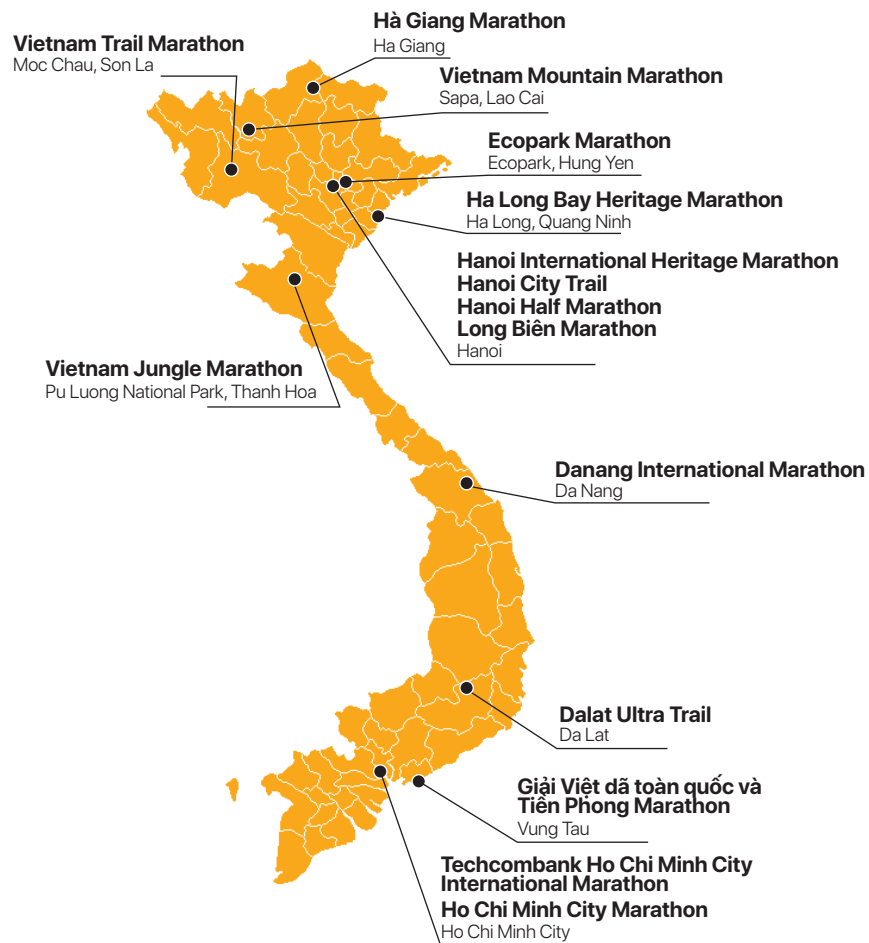 Hà Giang Marathon
Ha Giang
Vietnam Trail Marathon
Moc Chau, Son La
Vietnam Mountain Marathon
Sapa, Lao Cai
Ecopark Marathon
Ecopark, Hung Yen
Ha Long Bay Heritage Marathon
Ha Long, Quang Ninh
Hanoi International Heritage Marathon
Hanoi City Trail
Hanoi Half Marathon
Long Biên Marathon
Hanoi
Vietnam Jungle Marathon
Pu Luong National Park, Thanh Hoa
Danang International Marathon
Da Nang
Dalat Ultra Trail
Da Lat
Giải Việt dã toàn quốc và
Tiền Phong Marathon
Vung Tau
Techcombank Ho Chi Minh City
International Marathon
Ho Chi Minh City Marathon
Ho Chi Minh City